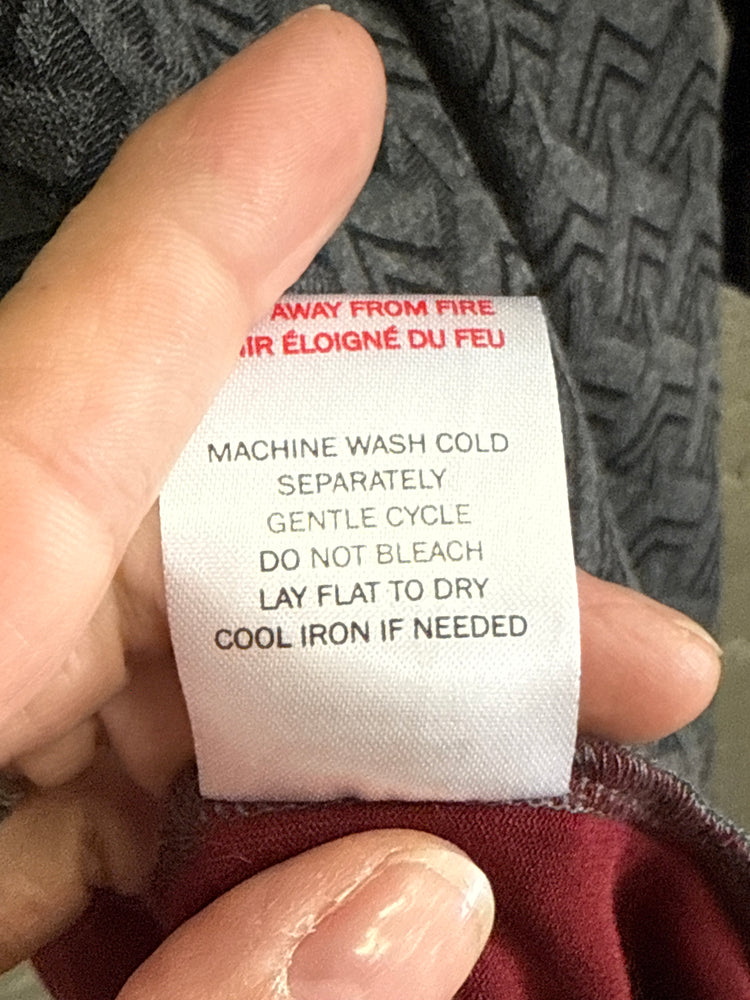 AWAY FROM FIRE
ÉLOIGNÉ DU FEU
MACHINE WASH COLD
SEPARATELY
GENTLE CYCLE
DO NOT BLEACH
LAY FLAT TO DRY
COOL IRON IF NEEDED